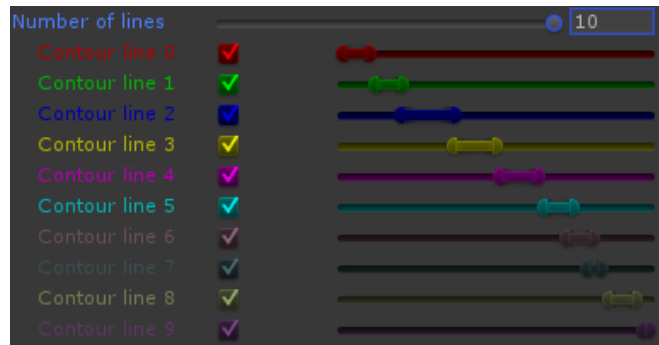 Number of lines 10
Contour line 0
Contour line 1
Contour line 2
Contour line 3
Contour line 4
Contour line 5
Contour line 6
Contour line 7
Contour line 8
Contour line 9